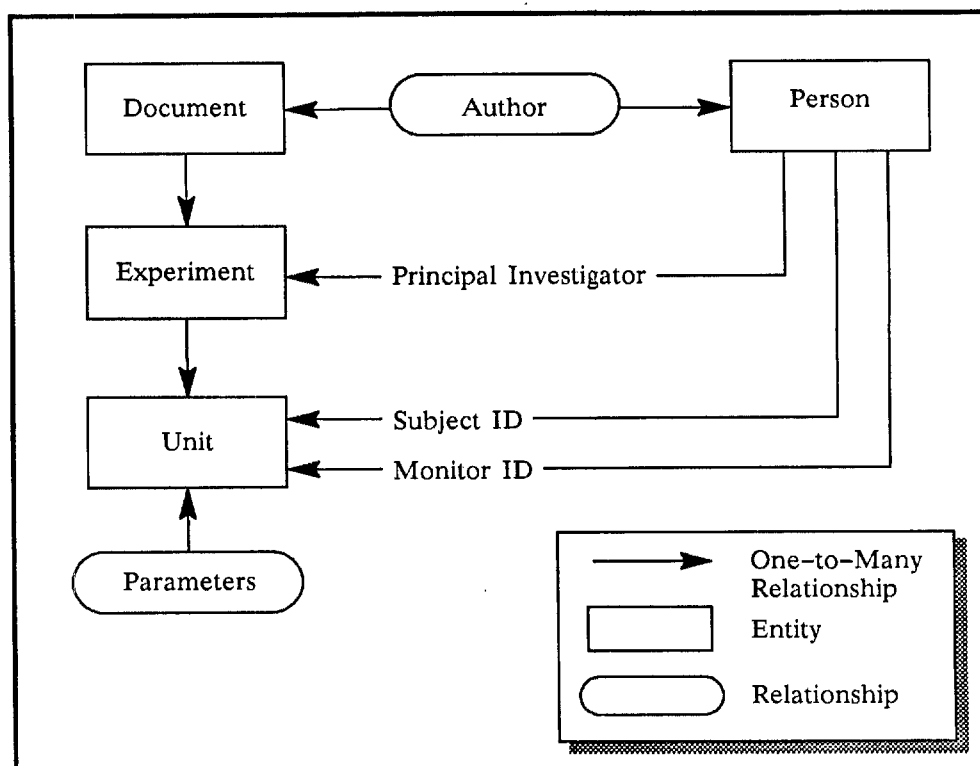 Document
Author
Person
Experiment
Principal Investigator
Unit
Subject ID
Monitor ID
Parameters
One-to-Many
Relationship
Entity
Relationship